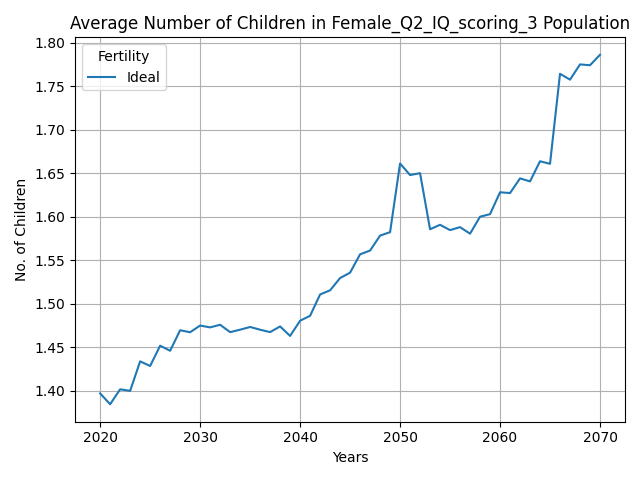 Average Number of Children in Female_Q2_IQ_scoring_3 Population
Fertility
Ideal
No. of Children
1.80
1.75
1.70
1.65
1.60
1.55
1.50
1.45
1.40
2020 2030 2040 2050 2060 2070
Years